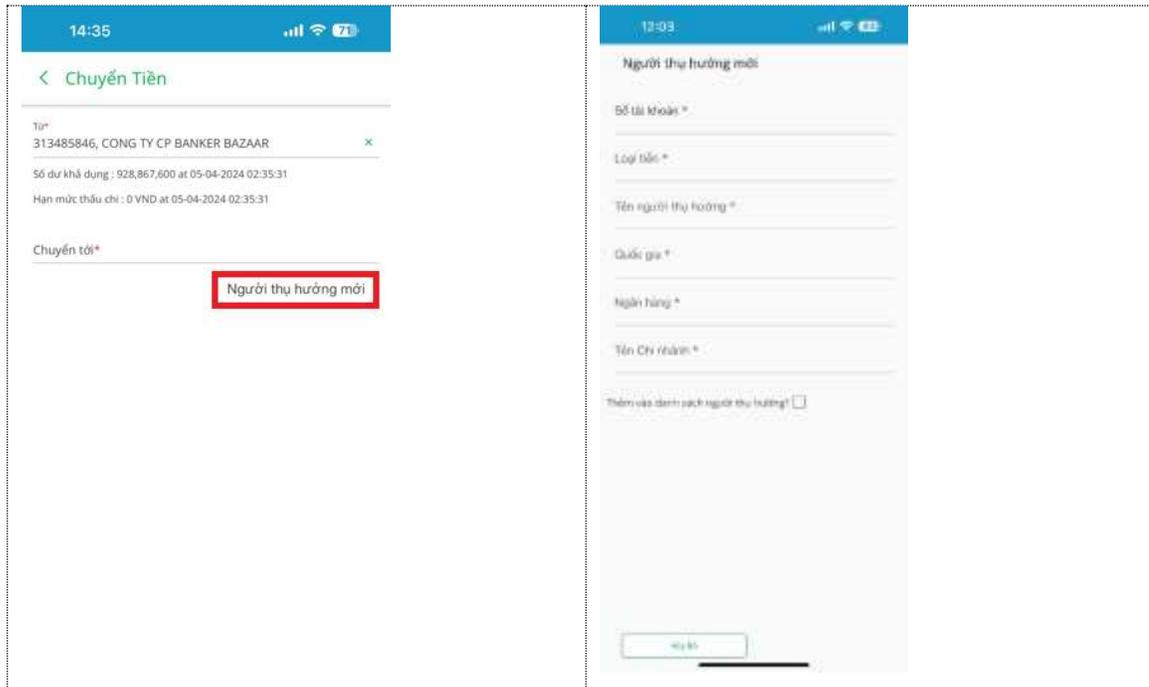 14:35
71
Chuyển Tiền
Từ*
313485846, CONG TY CP BANKER BAZAAR
Số dư khả dụng : 928,867,600 at 05-04-2024 02:35:31
Hạn mức thấu chi : 0 VND at 05-04-2024 02:35:31
Chuyển tới*
Người thụ hưởng mới
Người thụ hưởng mới
Số tài khoản *
Loại tiền *
Tên người thụ hưởng *
Quốc gia *
Ngân hàng *
Tên Chi nhánh *
Thêm vào danh sách người thụ hưởng?